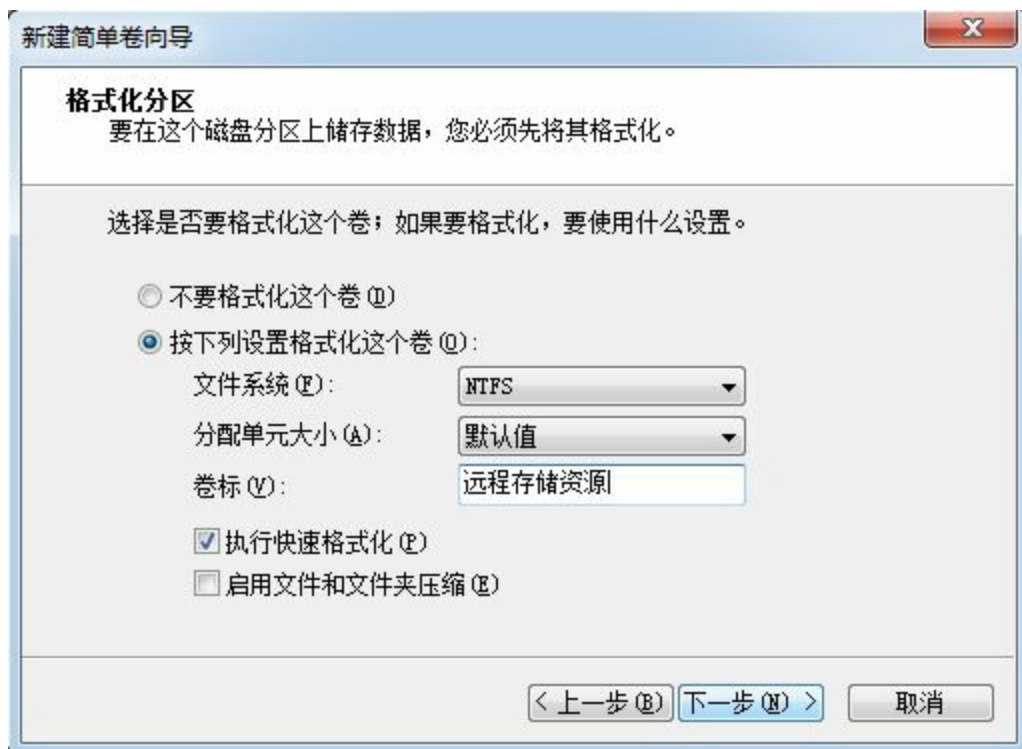 新建简单卷向导
格式化分区
要在这个磁盘分区上储存数据，您必须先将其格式化。
选择是否要格式化这个卷；如果要格式化，要使用什么设置。
不要格式化这个卷(D)
按下列设置格式化这个卷(O):
文件系统(F): NTFS
分配单元大小(A): 默认值
卷标(V): 远程存储资源
执行快速格式化(P)
启用文件和文件夹压缩(E)
< 上一步(B) 下一步(N) > 取消